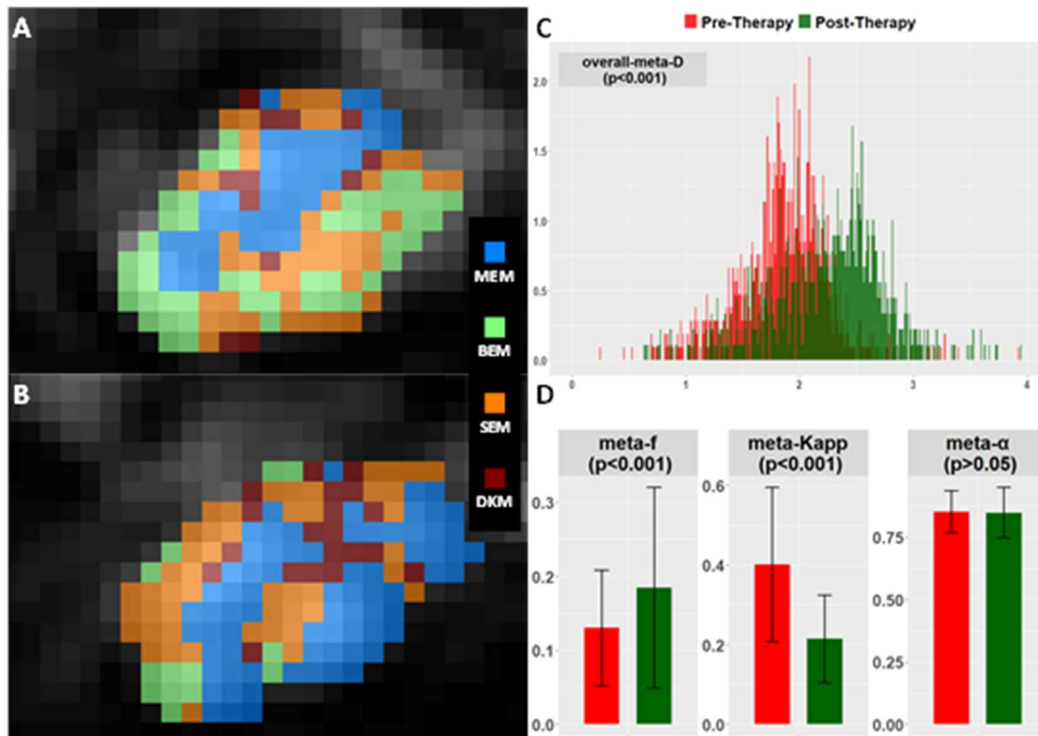 A
MEM
BEM
SEM
DKM
B
C
Pre-Therapy Post-Therapy
overall-meta-D
(p<0.001)
2.0
1.5
1.0
0.5
0.0
0 1 2 3 4
D
meta-f
(p<0.001)
0.3
0.2
0.1
0.0
meta-Kapp
(p<0.001)
0.6
0.4
0.2
0.0
meta-α
(p>0.05)
0.75
0.50
0.25
0.00